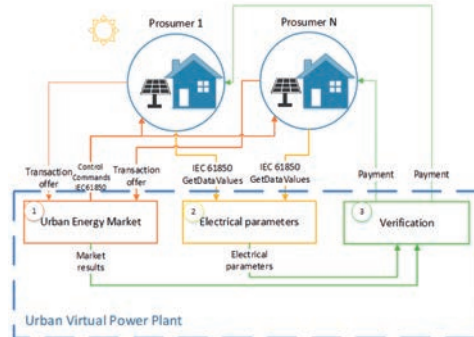 Prosumer 1
Prosumer N
Transaction
offer
Control
Commands
IEC 61850
Transaction
offer
IEC 61850
GetDataValues
IEC 61850
GetDataValues
Payment
Payment
1
Urban Energy Market
2
Electrical parameters
3
Verification
Market
results
Electrical
parameters
Urban Virtual Power Plant